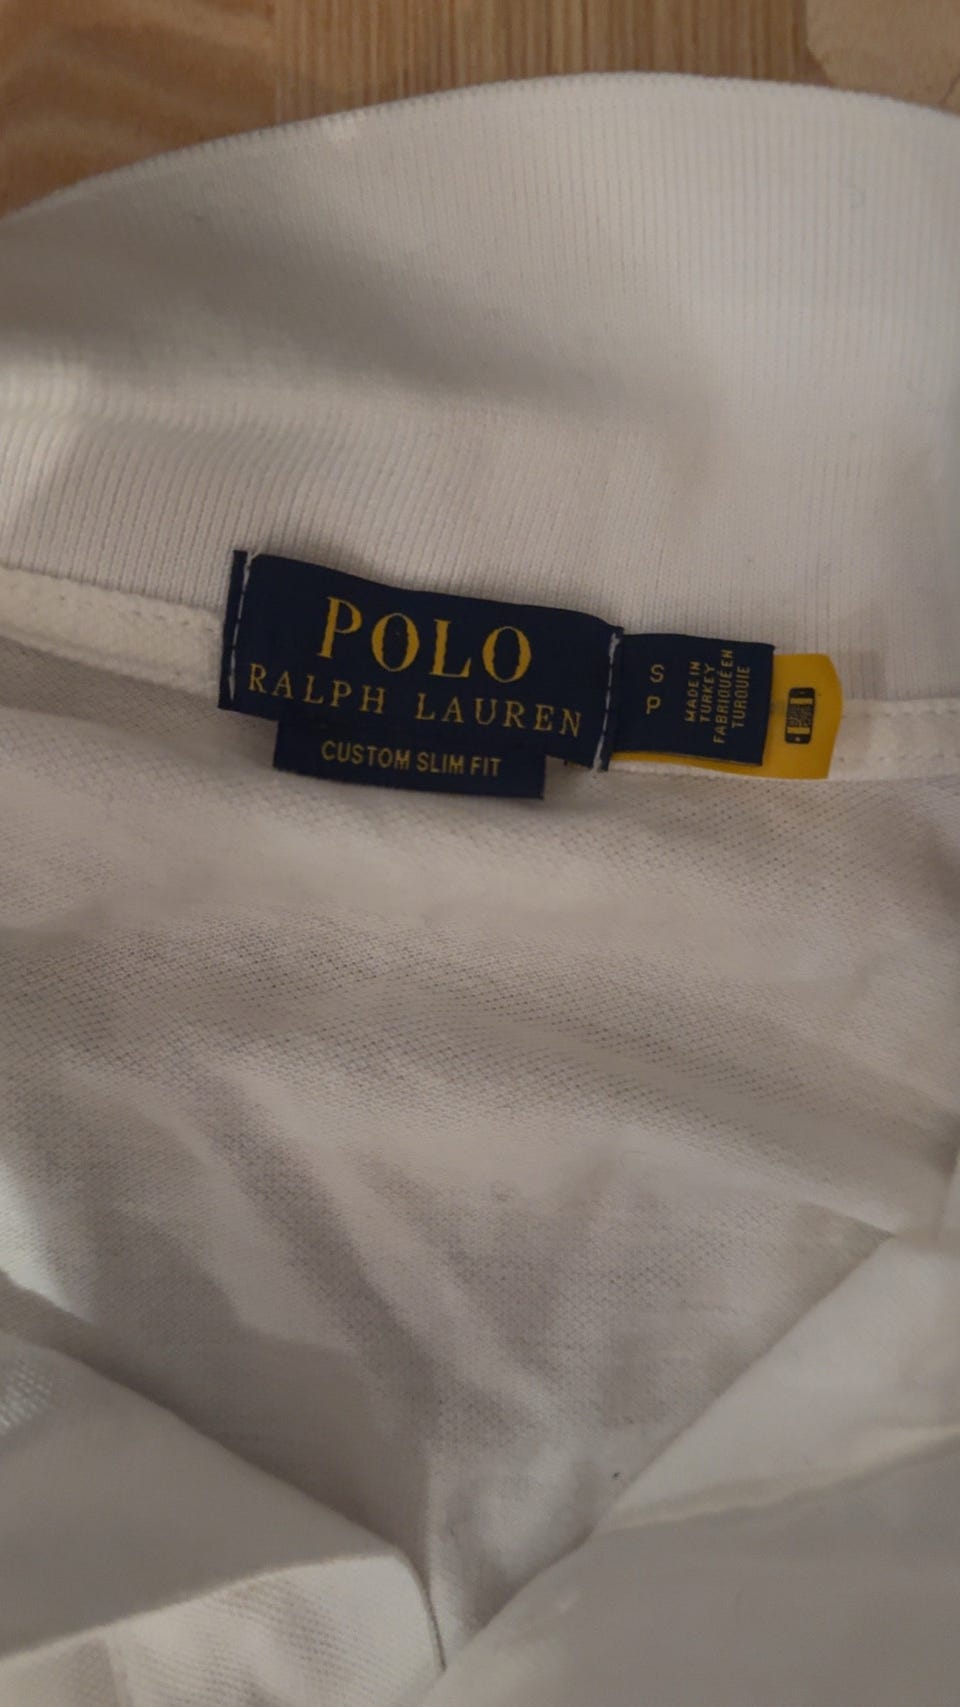 POLO
RALPH LAUREN
CUSTOM SLIM FIT
S
P
MADE IN
TURKEY
FABRIQUÉ EN
TURQUIE